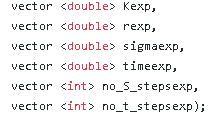 vector <double> Kexp,
vector <double> rexp,
vector <double> sigmaexp,
vector <double> timeexp,
vector <int> no_S_stepsexp,
vector <int> no_t_stepsexp);